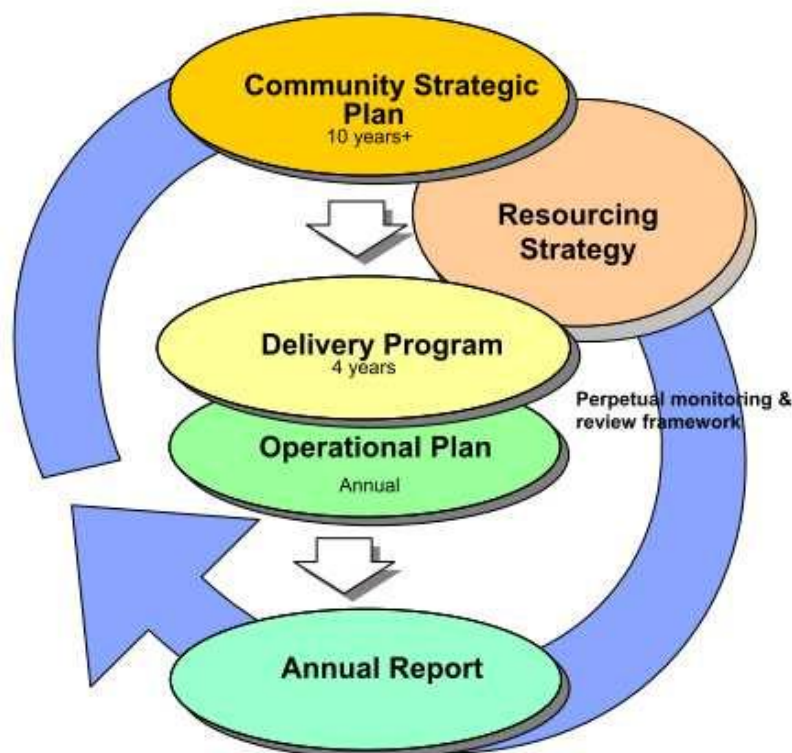 Community Strategic
Plan
10 years+
Resourcing
Strategy
Delivery Program
4 years
Perpetual monitoring &
review framework
Operational Plan
Annual
Annual Report